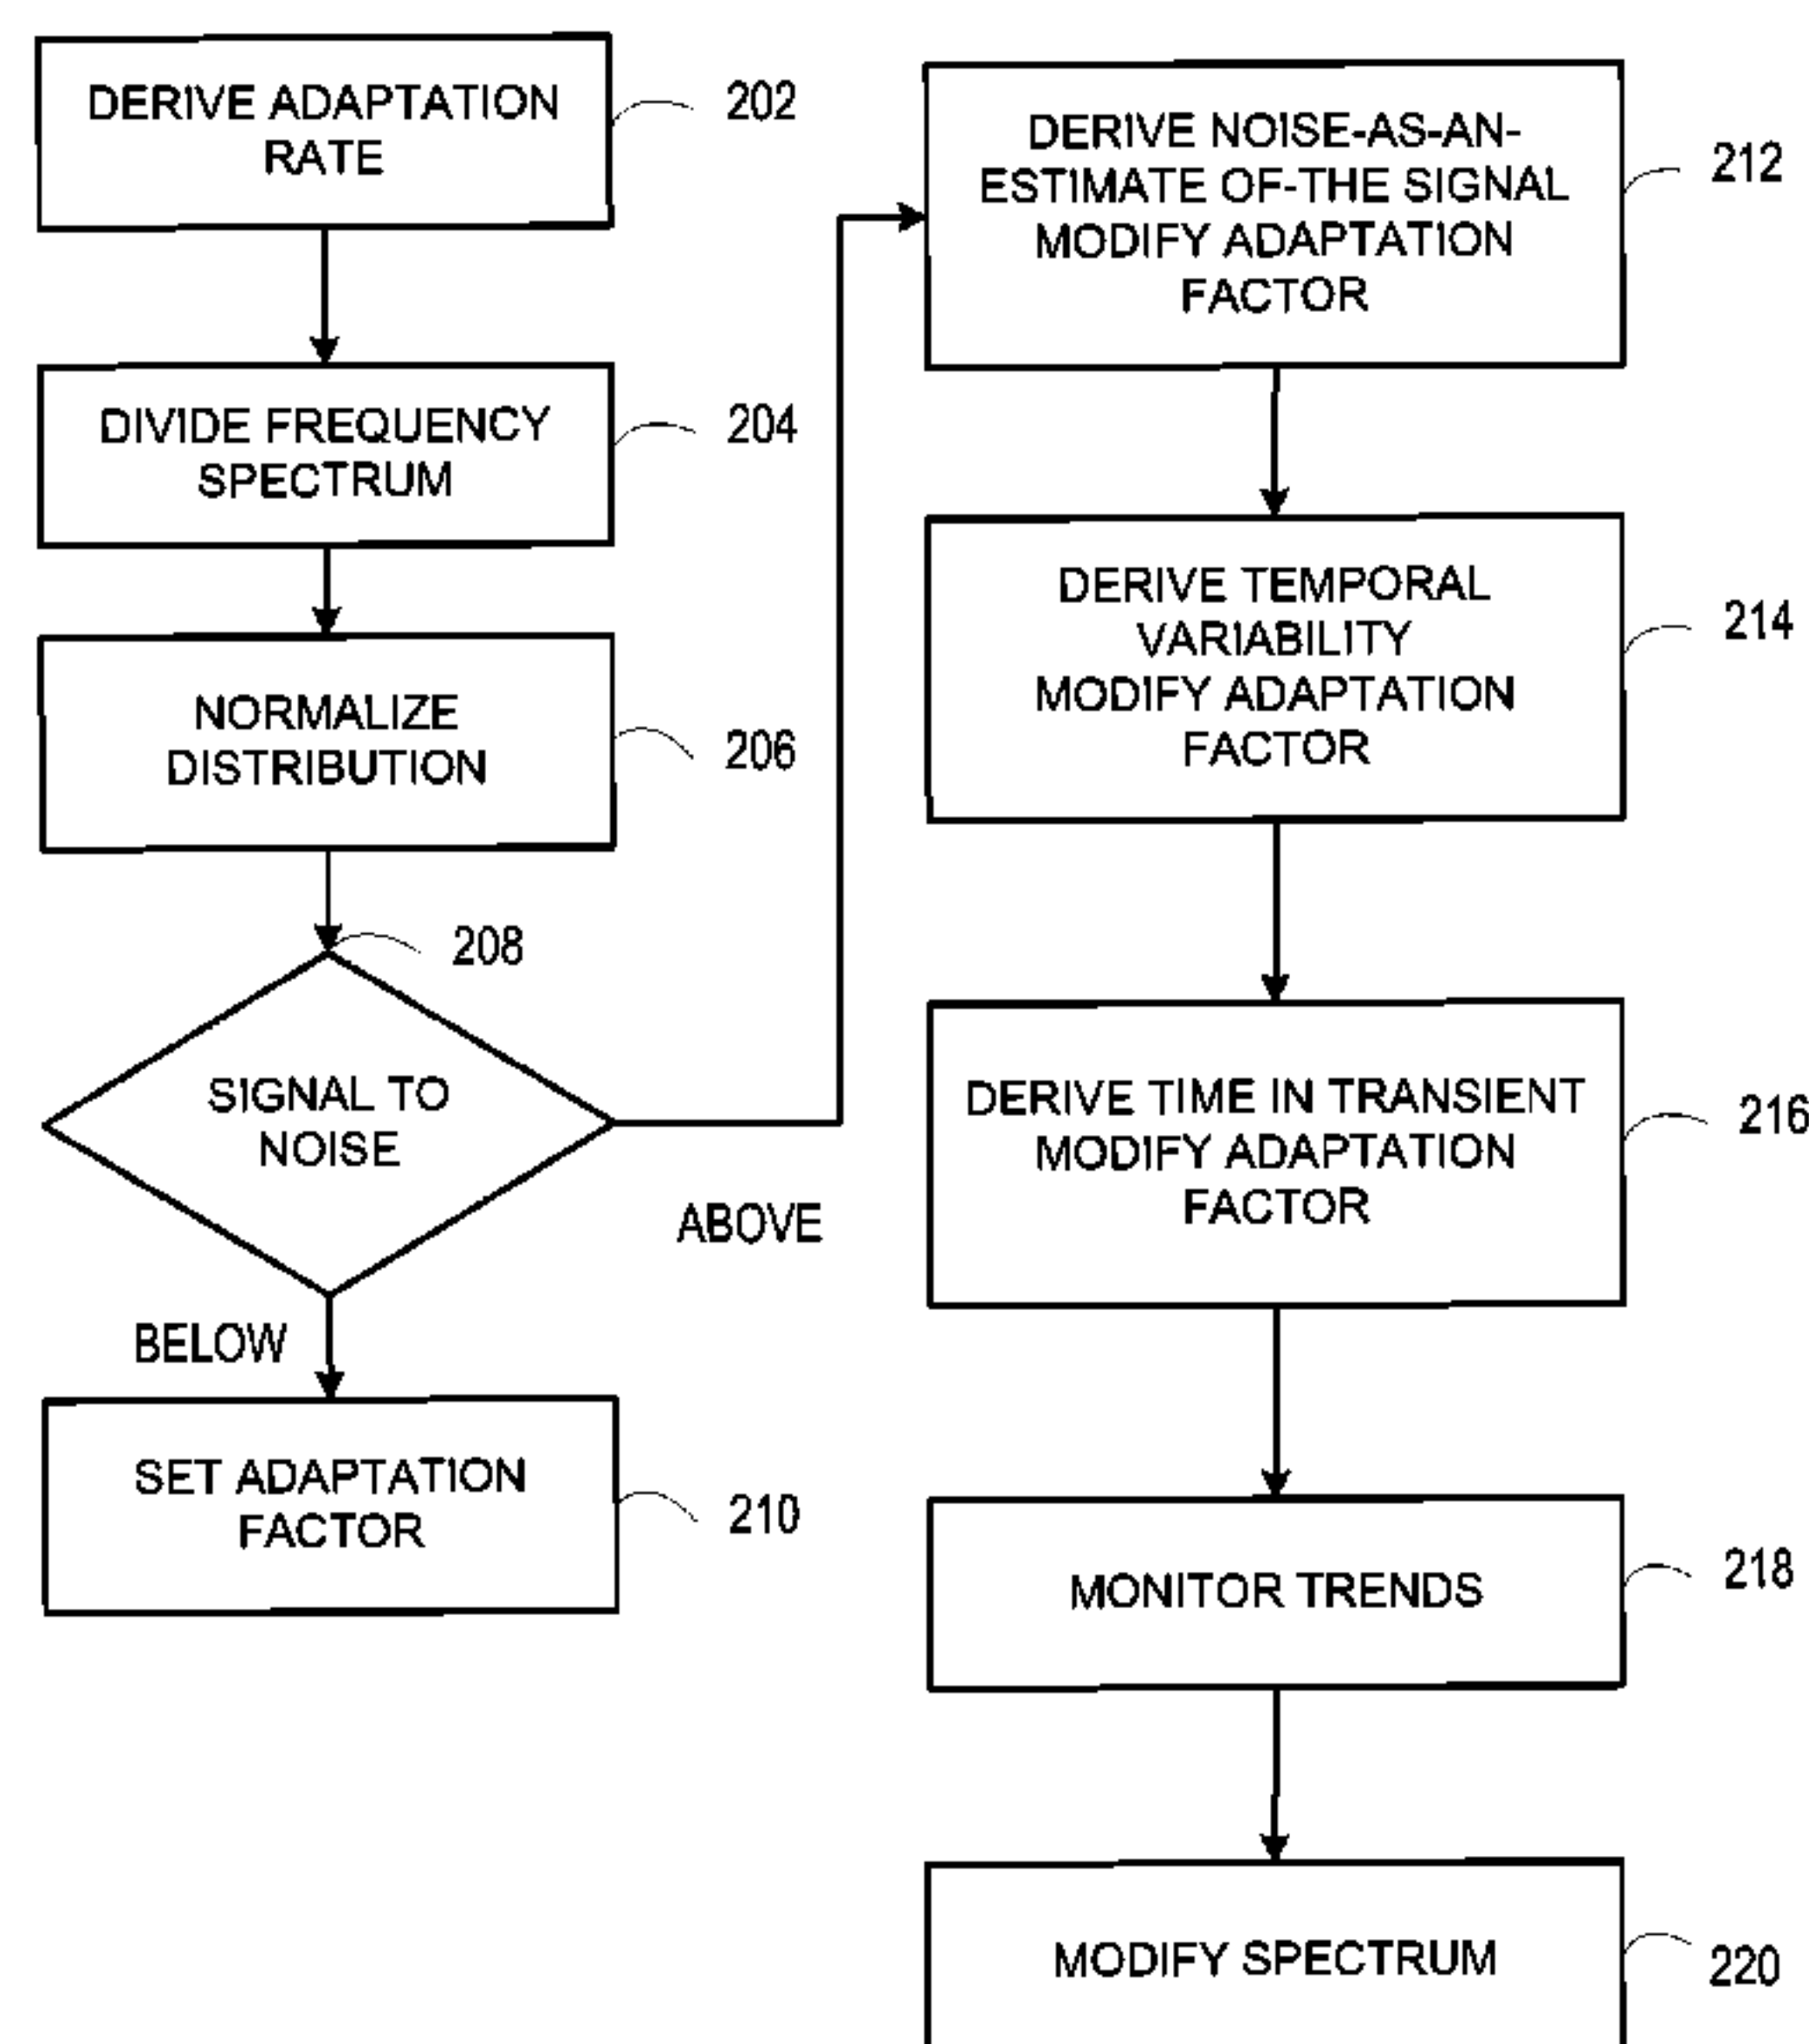 DERIVE ADAPTATION
RATE
202
DIVIDE FREQUENCY
SPECTRUM
204
NORMALIZE
DISTRIBUTION
206
208
SIGNAL TO
NOISE
ABOVE
BELOW
SET ADAPTATION
FACTOR
210
DERIVE NOISE-AS-AN-
ESTIMATE OF-THE SIGNAL
MODIFY ADAPTATION
FACTOR
212
DERIVE TEMPORAL
VARIABILITY
MODIFY ADAPTATION
FACTOR
214
DERIVE TIME IN TRANSIENT
MODIFY ADAPTATION
FACTOR
216
MONITOR TRENDS
218
MODIFY SPECTRUM
220